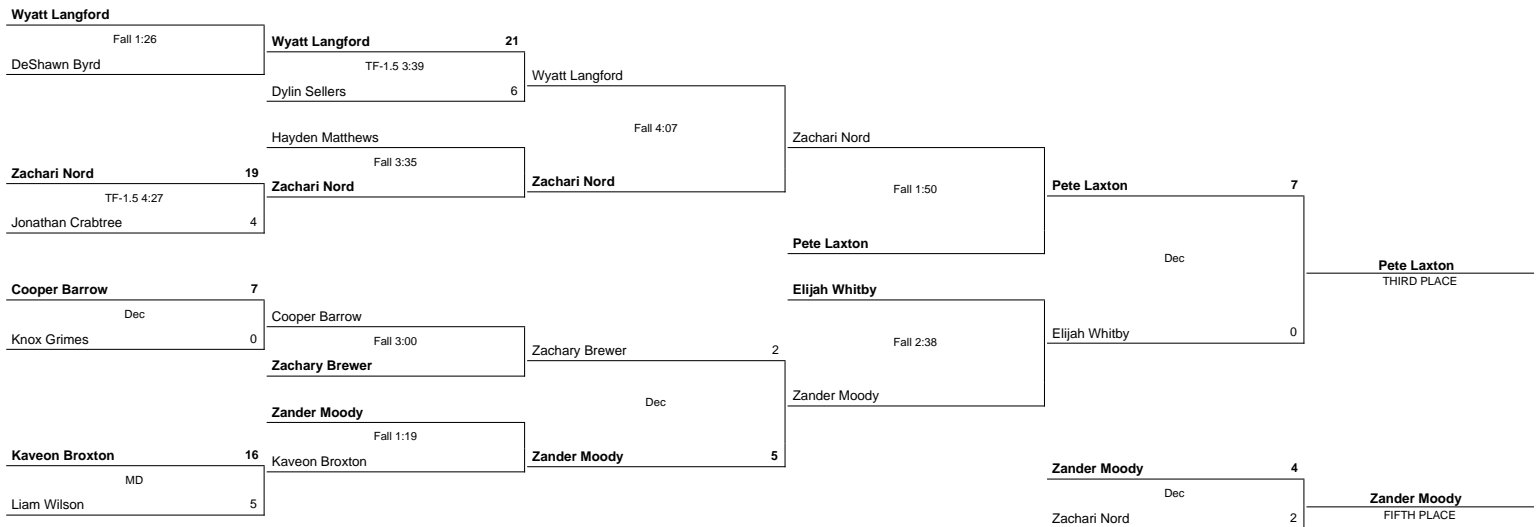 Wyatt Langford
Fall 1:26
DeShawn Byrd
Zachari Nord 19
TF-1.5 4:27
Jonathan Crabtree 4
Cooper Barrow 7
Dec
Knox Grimes 0
Kaveon Broxton 16
MD
Liam Wilson 5
Wyatt Langford 21
TF-1.5 3:39
Dylin Sellers 6
Hayden Matthews
Fall 3:35
Zachari Nord
Cooper Barrow
Fall 3:00
Zachary Brewer
Zander Moody
Fall 1:19
Kaveon Broxton
Wyatt Langford
Fall 4:07
Zachari Nord
Zachary Brewer 2
Dec
Zander Moody 5
Zachari Nord
Fall 1:50
Pete Laxton
Elijah Whitby
Fall 2:38
Zander Moody
Pete Laxton 7
Dec
Elijah Whitby 0
Pete Laxton
THIRD PLACE
Zander Moody 4
Dec
Zachari Nord 2
Zander Moody
FIFTH PLACE